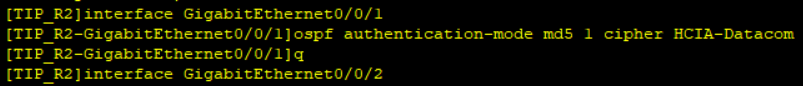 [TIP_R2]interface GigabitEthernet0/0/1
[TIP_R2-GigabitEthernet0/0/1]ospf authentication-mode md5 1 cipher HCIA-Datacom
[TIP_R2-GigabitEthernet0/0/1]q
[TIP_R2]interface GigabitEthernet0/0/2